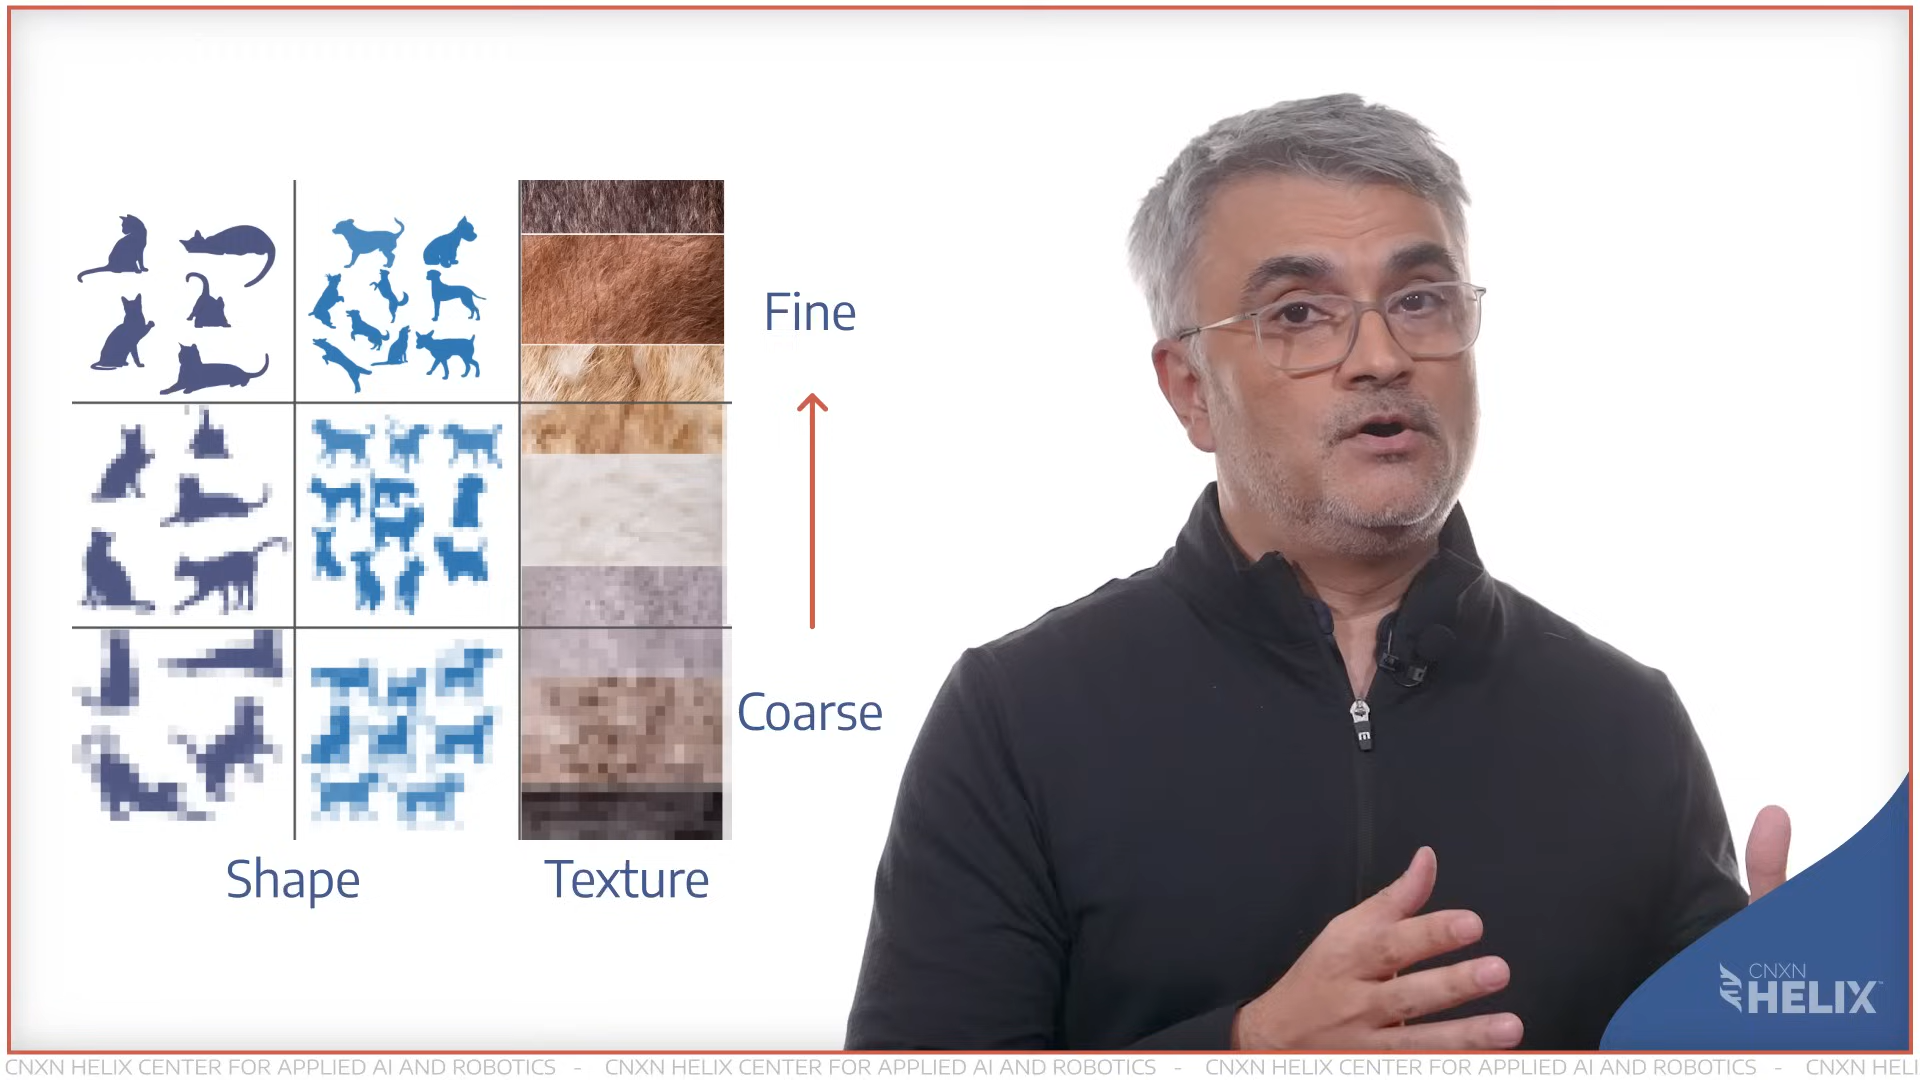 Fine
Coarse
Shape
Texture
CNXN
HELIX
CNXN HELIX CENTER FOR APPLIED AI AND ROBOTICS - CNXN HELIX CENTER FOR APPLIED AI AND ROBOTICS - CNXN HELIX CENTER FOR APPLIED AI AND ROBOTICS - CNXN HELI